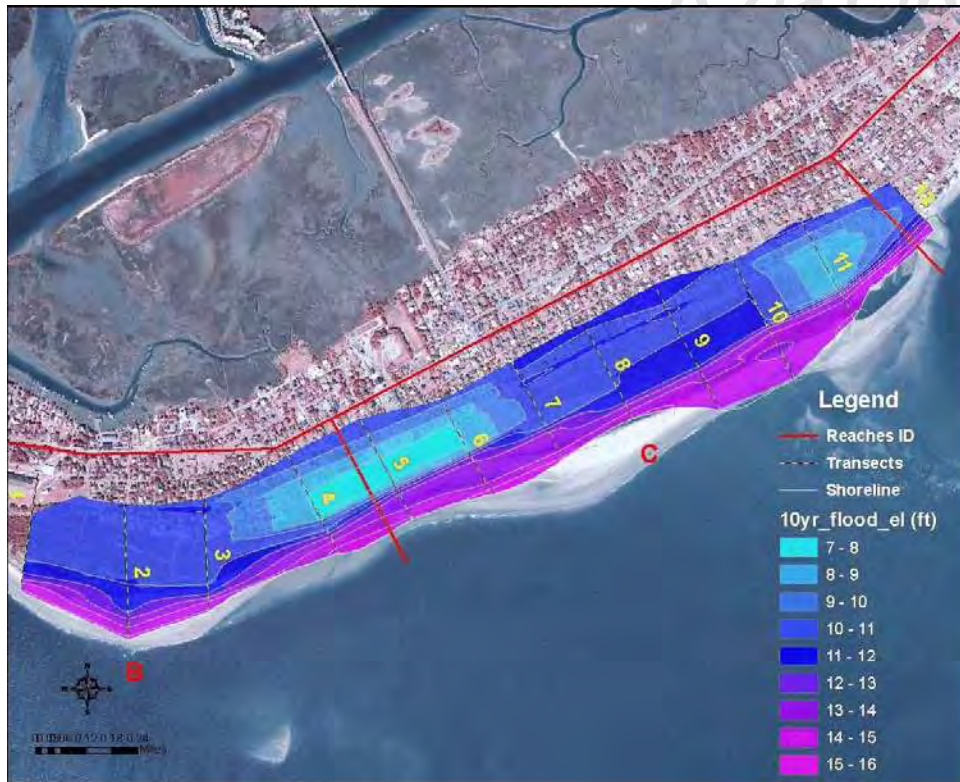 1
2
3
4
5
6
7
8
9
10
11
12
B
C
N
Legend
Reaches ID
Transects
Shoreline
10yr_flood_el (ft)
7 - 8
8 - 9
9 - 10
10 - 11
11 - 12
12 - 13
13 - 14
14 - 15
15 - 16
Miles